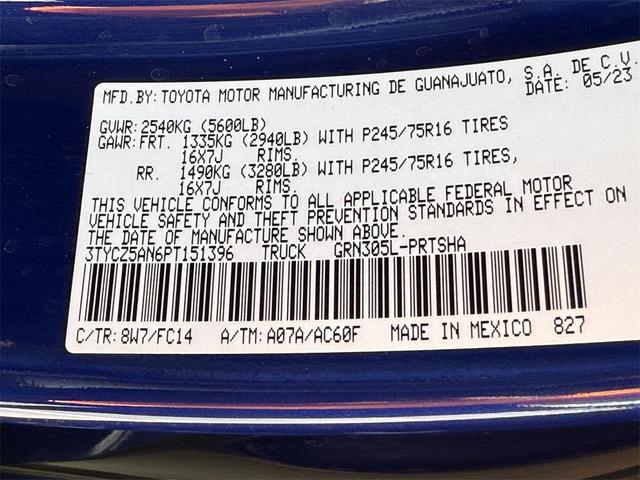 MFD.BY: TOYOTA MOTOR MANUFACTURING DE GUANAJUATO, S.A. DE C.V.
DATE: 05/23
GVWR: 2540KG (5600LB)
GAWR: FRT. 1335KG (2940LB) WITH P245/75R16 TIRES
16X7J RIMS,
RR. 1490KG (3280LB) WITH P245/75R16 TIRES,
16X7J RIMS.
THIS VEHICLE CONFORMS TO ALL APPLICABLE FEDERAL MOTOR
VEHICLE SAFETY AND THEFT PREVENTION STANDARDS IN EFFECT ON
THE DATE OF MANUFACTURE SHOWN ABOVE.
3TYCZ5AN6PT151396 TRUCK GRN305L-PRTSHA
C/TR: 8W7/FC14 A/TM: A07A/AC60F MADE IN MEXICO 827